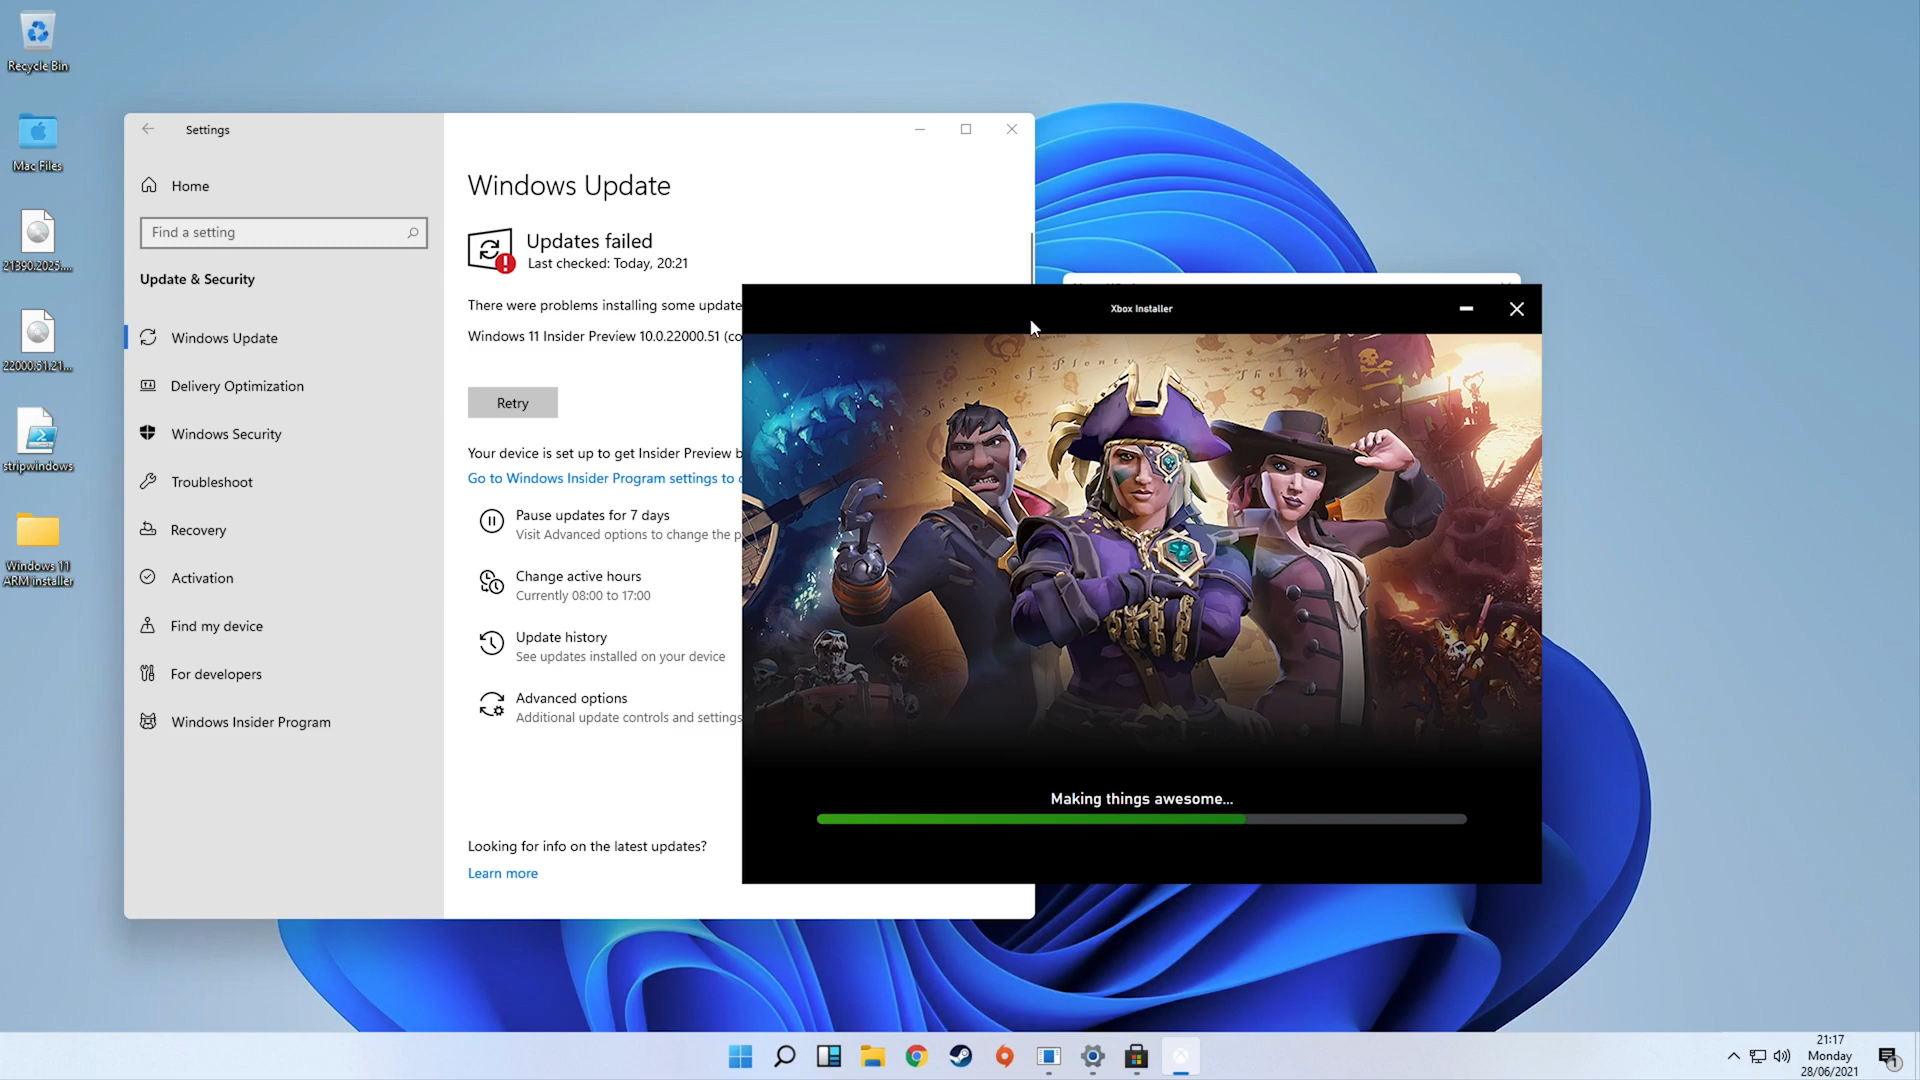 Recycle Bin
Mac Files
21390.2025....
22000.51.21...
stripwindows
Windows 11
ARM installer
Settings
Home
Find a setting
Update & Security
Windows Update
Delivery Optimization
Windows Security
Troubleshoot
Recovery
Activation
Find my device
For developers
Windows Insider Program
Windows Update
Updates failed
Last checked: Today, 20:21
There were problems installing some update
Windows 11 Insider Preview 10.0.22000.51 (co
Retry
Your device is set up to get Insider Preview b
Go to Windows Insider Program settings to
Pause updates for 7 days
Visit Advanced options to change the p
Change active hours
Currently 08:00 to 17:00
Update history
See updates installed on your device
Advanced options
Additional update controls and settings
Looking for info on the latest updates?
Learn more
Xbox Installer
Shores of Plenty
The Wild
Making things awesome...
21:17
Monday
28/06/2021
1